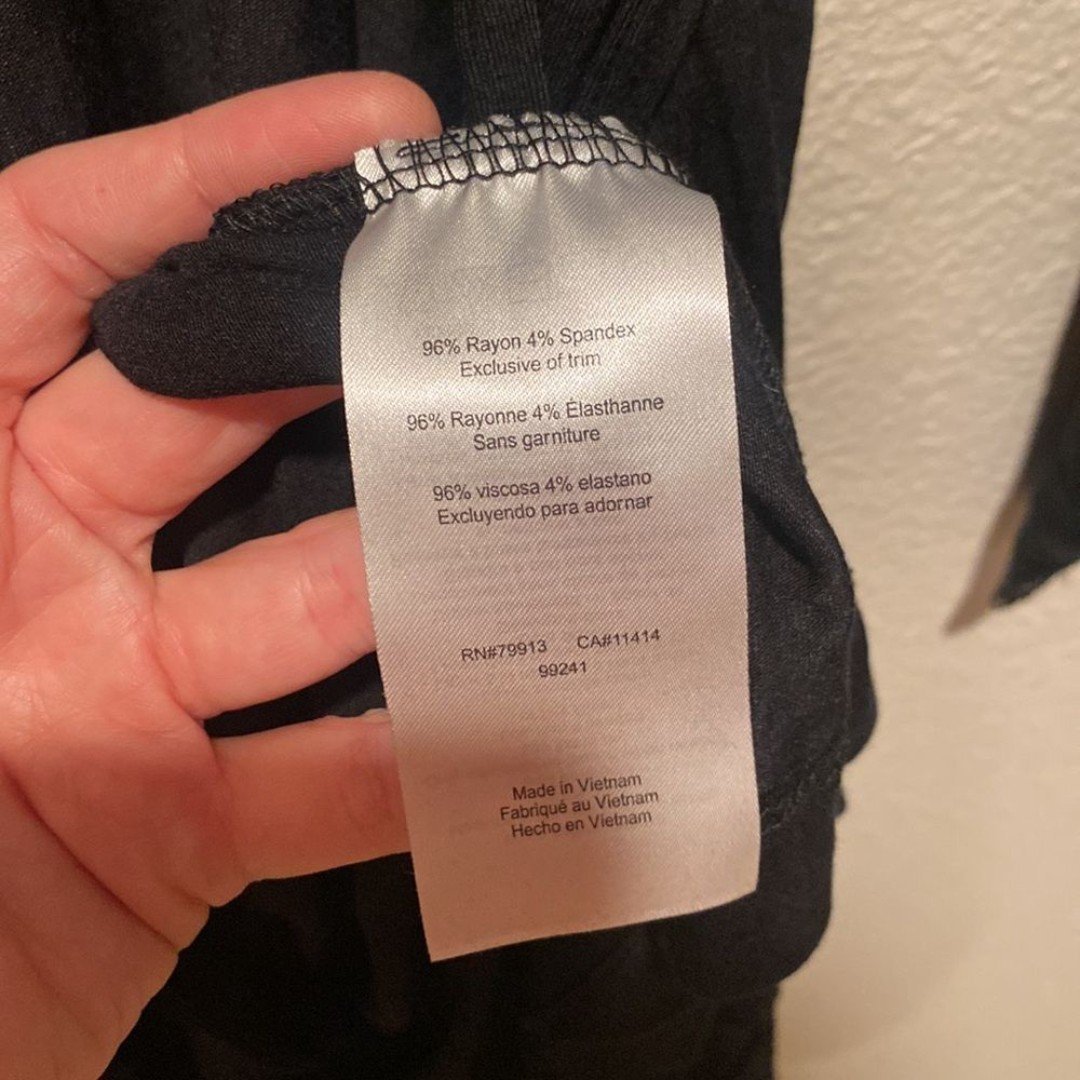 96% Rayon 4% Spandex
Exclusive of trim
96% Rayonne 4% Élasthanne
Sans garniture
96% viscosa 4% elastano
Excluyendo para adornar
RN#79913 CA#11414
99241
Made in Vietnam
Fabriqué au Vietnam
Hecho en Vietnam